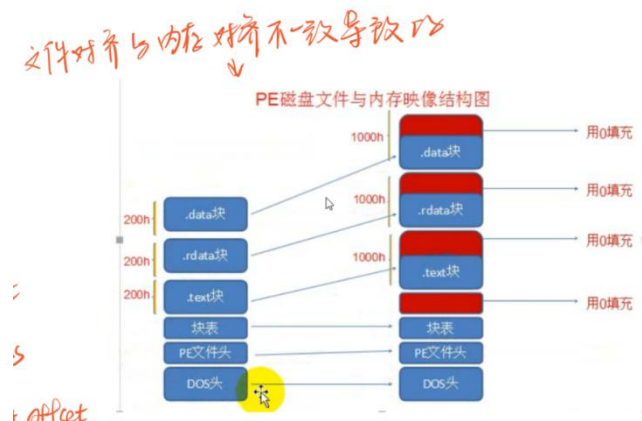 文件对齐与内存对齐不一致导致的
PE磁盘文件与内存映像结构图
1000h
用0填充
.data块
1000h
用0填充
.rdata块
1000h
用0填充
.text块
用0填充
块表
PE文件头
DOS头
200h
.data块
200h
.rdata块
200h
.text块
块表
PE文件头
DOS头
offset